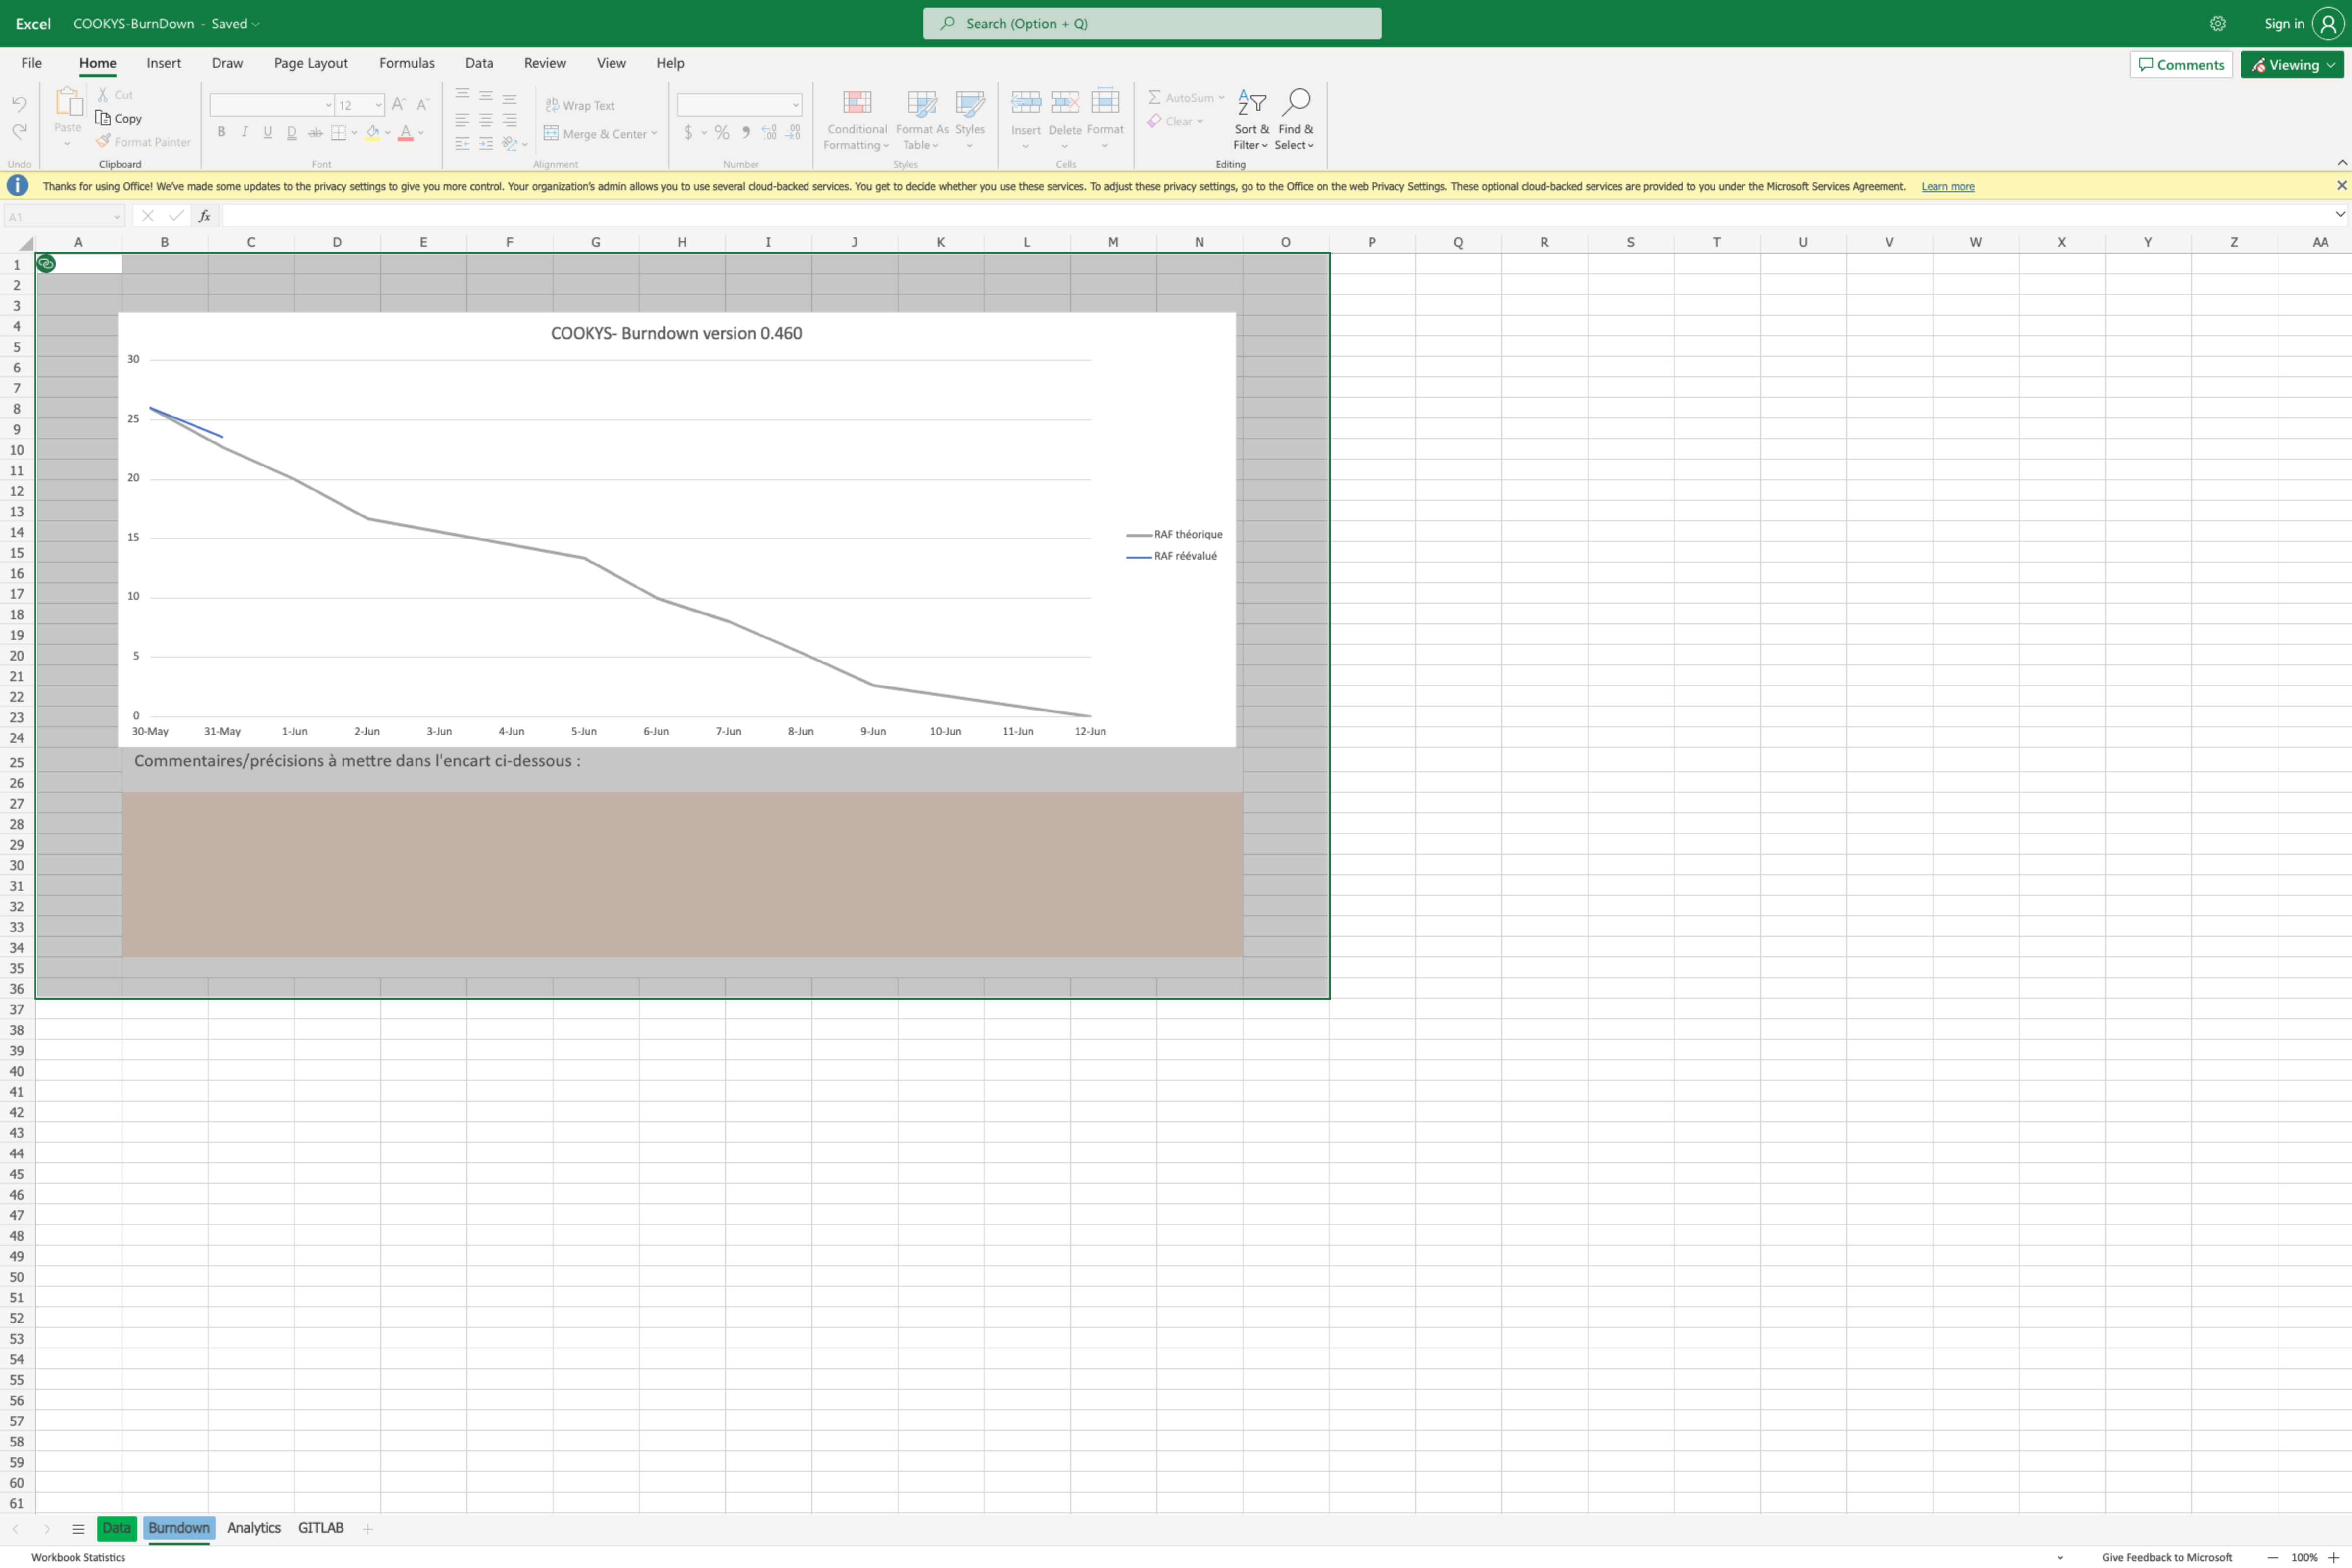 Excel COOKYS-BurnDown - Saved Search (Option + Q) Sign in
File Home Insert Draw Page Layout Formulas Data Review View Help Comments Viewing
Cut
Copy
Paste
Format Painter
Undo Clipboard
12 A A
B I U D ab A
Font
ab Wrap Text
Merge & Center
Alignment
$ % 9 .00 .00
Number
Conditional Formatting
Format As Table
Styles
Styles
Insert Delete Format
Cells
AutoSum
Clear
Sort & Filter
Find & Select
Editing
Thanks for using Office! We've made some updates to the privacy settings to give you more control. Your organization's admin allows you to use several cloud-backed services. You get to decide whether you use these services. To adjust these privacy settings, go to the Office on the web Privacy Settings. These optional cloud-backed services are provided to you under the Microsoft Services Agreement. Learn more
A1 fx
A B C D E F G H I J K L M N O P Q R S T U V W X Y Z AA
1
2
3
4
5
6
7
8
9
10
11
12
13
14
15
16
17
18
19
20
21
22
23
24
25
26
27
28
29
30
31
32
33
34
35
36
37
38
39
40
41
42
43
44
45
46
47
48
49
50
51
52
53
54
55
56
57
58
59
60
61
COOKYS- Burndown version 0.460
30
25
20
15
10
5
0
RAF théorique
RAF réévalué
30-May 31-May 1-Jun 2-Jun 3-Jun 4-Jun 5-Jun 6-Jun 7-Jun 8-Jun 9-Jun 10-Jun 11-Jun 12-Jun
Commentaires/précisions à mettre dans l'encart ci-dessous :
Data Burndown Analytics GITLAB
Workbook Statistics Give Feedback to Microsoft 100%